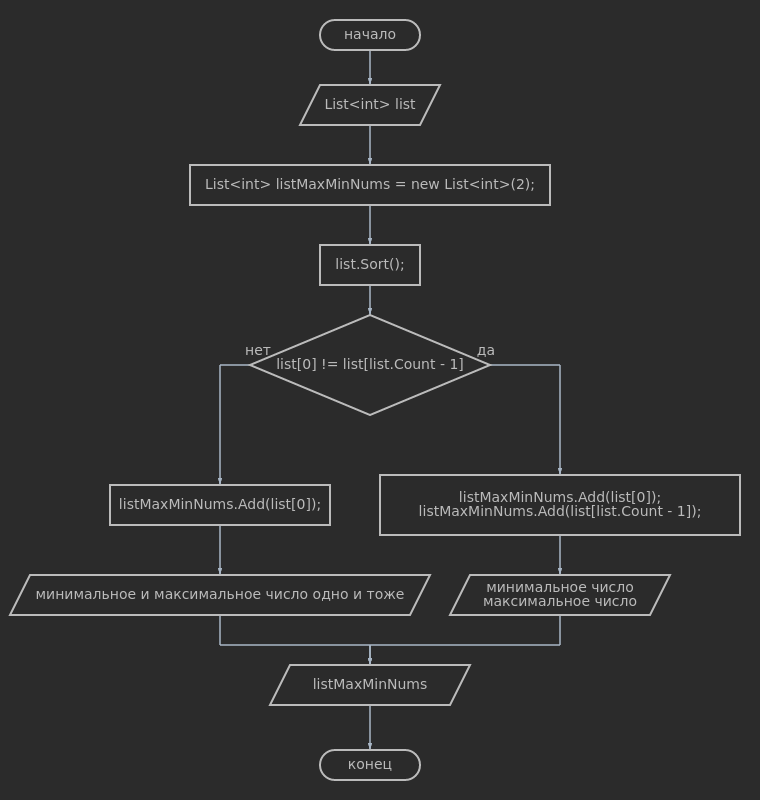 начало
List<int> list
List<int> listMaxMinNums = new List<int>(2);
list.Sort();
нет
да
list[0] != list[list.Count - 1]
listMaxMinNums.Add(list[0]);
listMaxMinNums.Add(list[0]);
listMaxMinNums.Add(list[list.Count - 1]);
минимальное и максимальное число одно и тоже
минимальное число
максимальное число
listMaxMinNums
конец